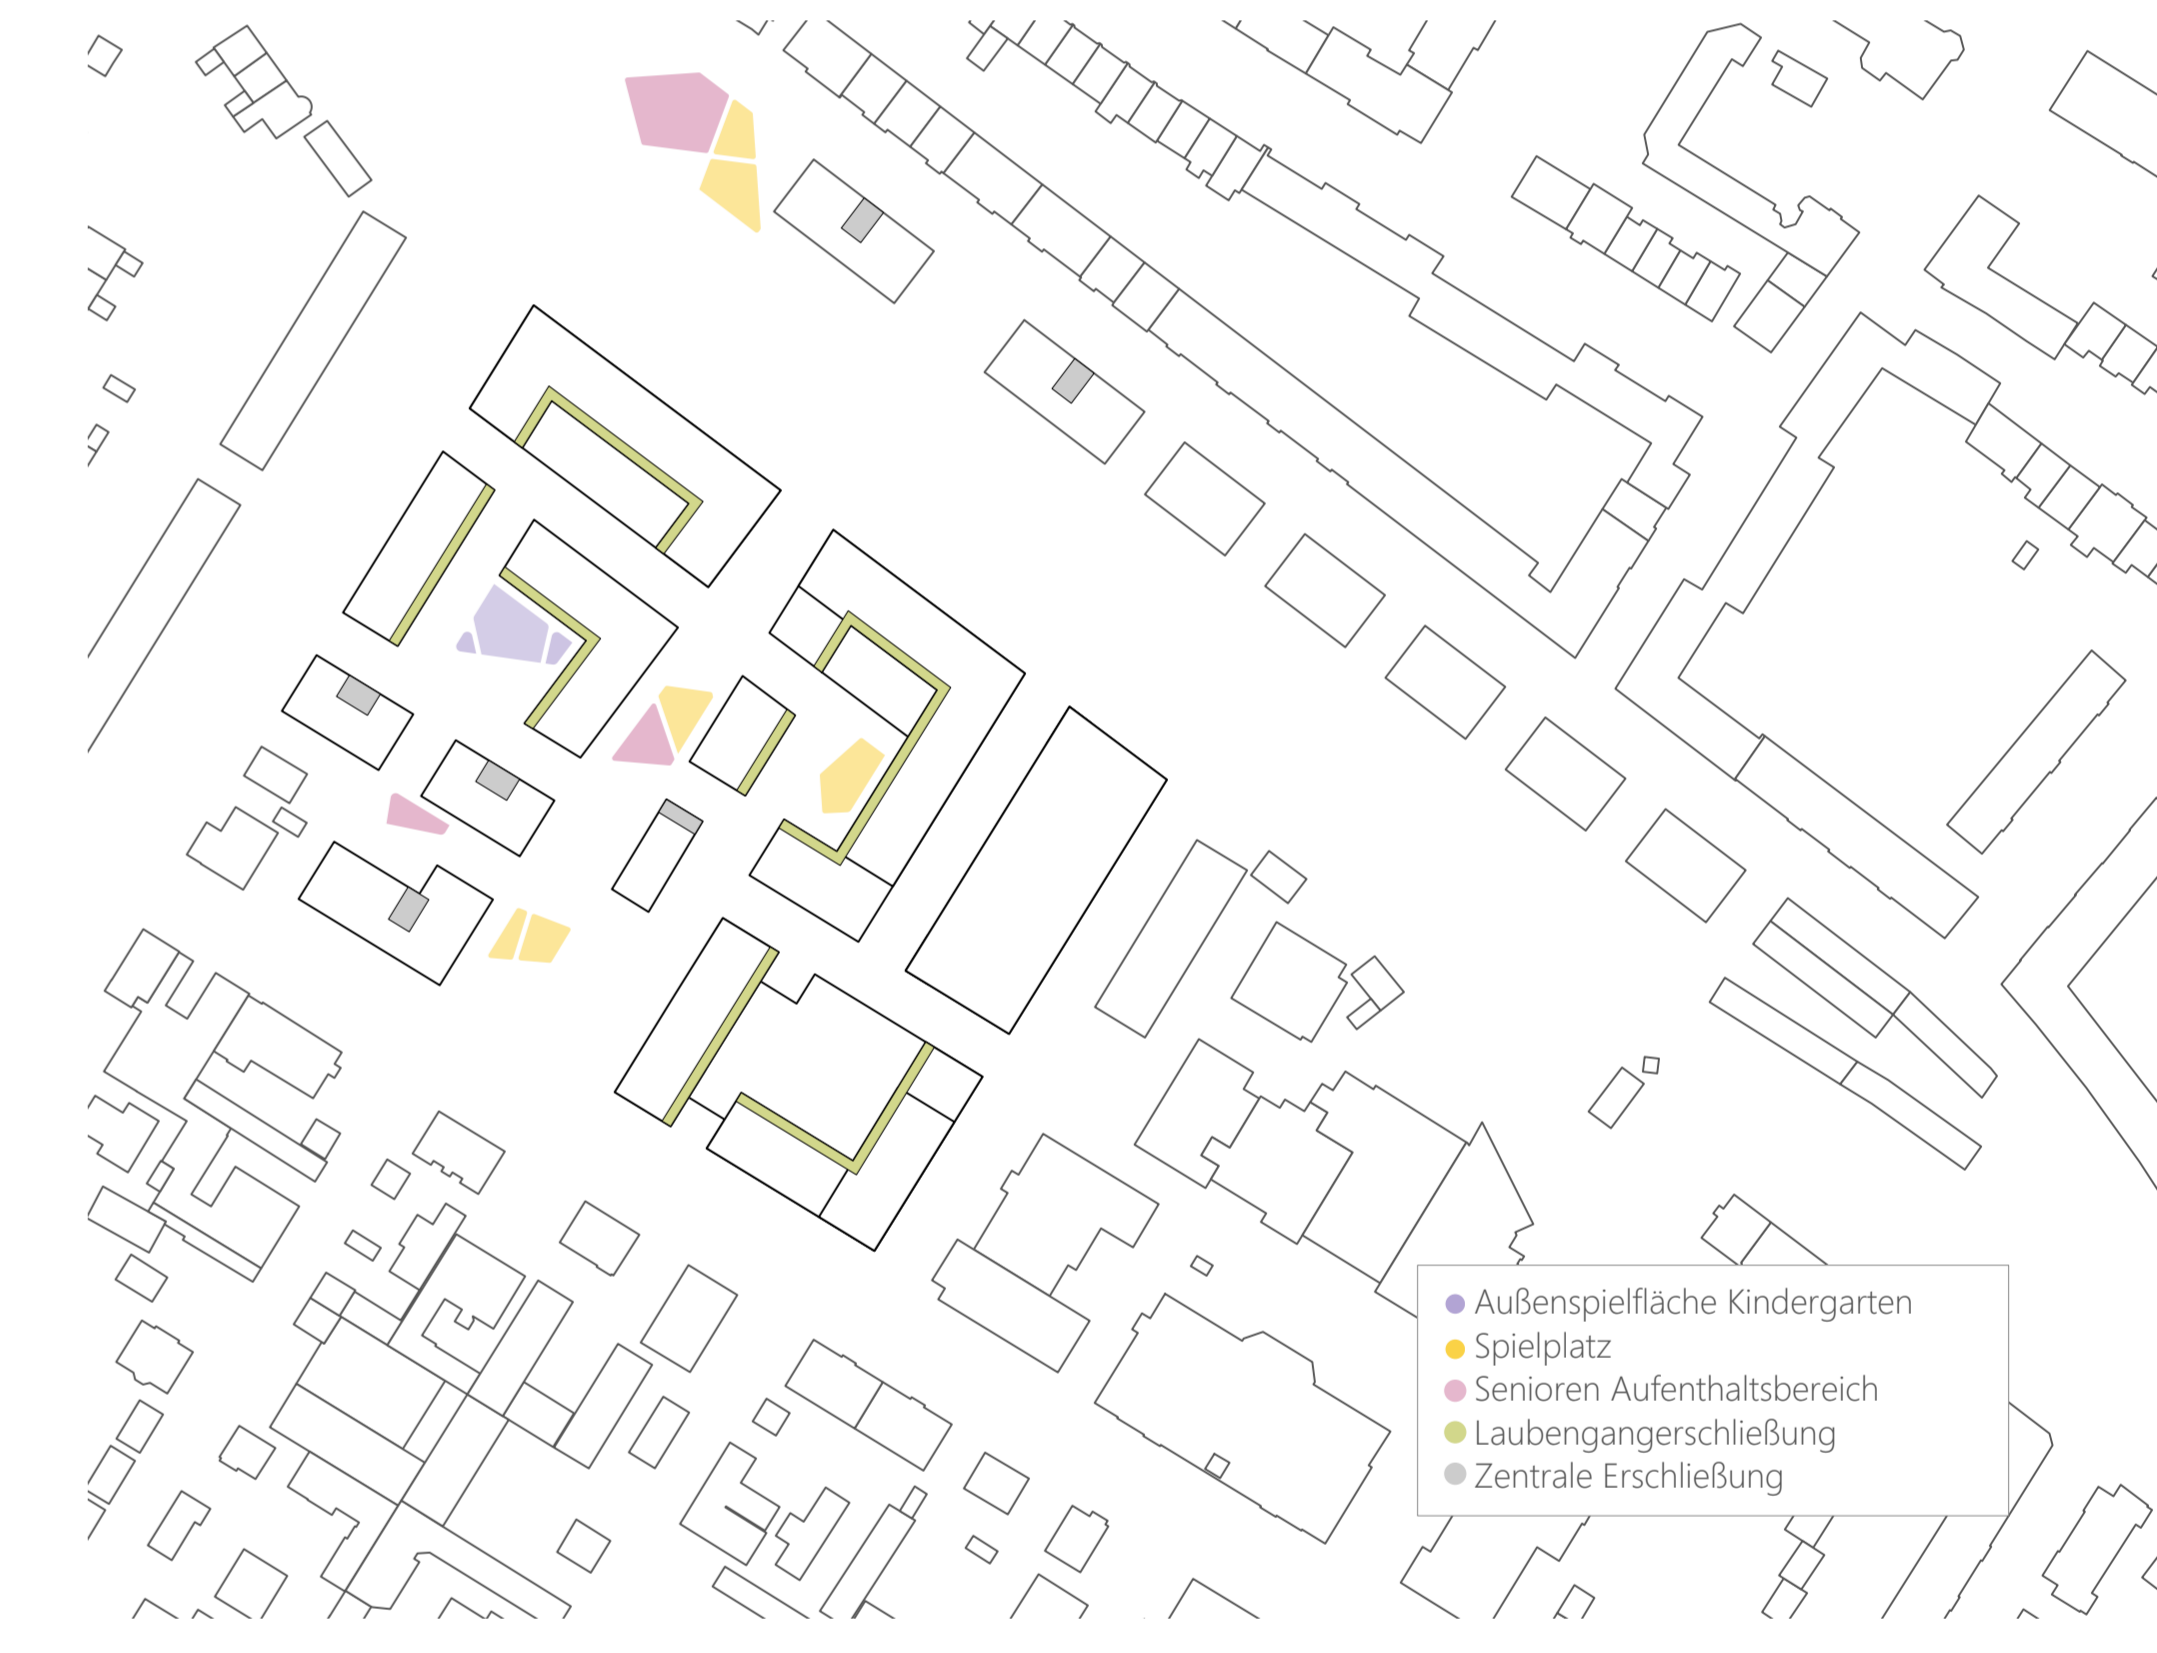 Außenspielfläche Kindergarten
Spielplatz
Senioren Aufenthaltsbereich
Laubengangerschließung
Zentrale Erschließung